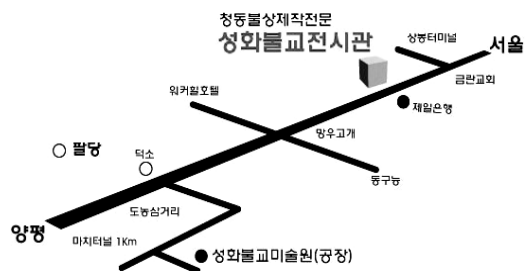 청동불상제작전문
성화불교전시관
상봉터미널
서울
금란교회
제일은행
워커힐호텔
망우고개
동구능
팔당
덕소
도농삼거리
양평
마치터널 1Km
성화불교미술원(공장)